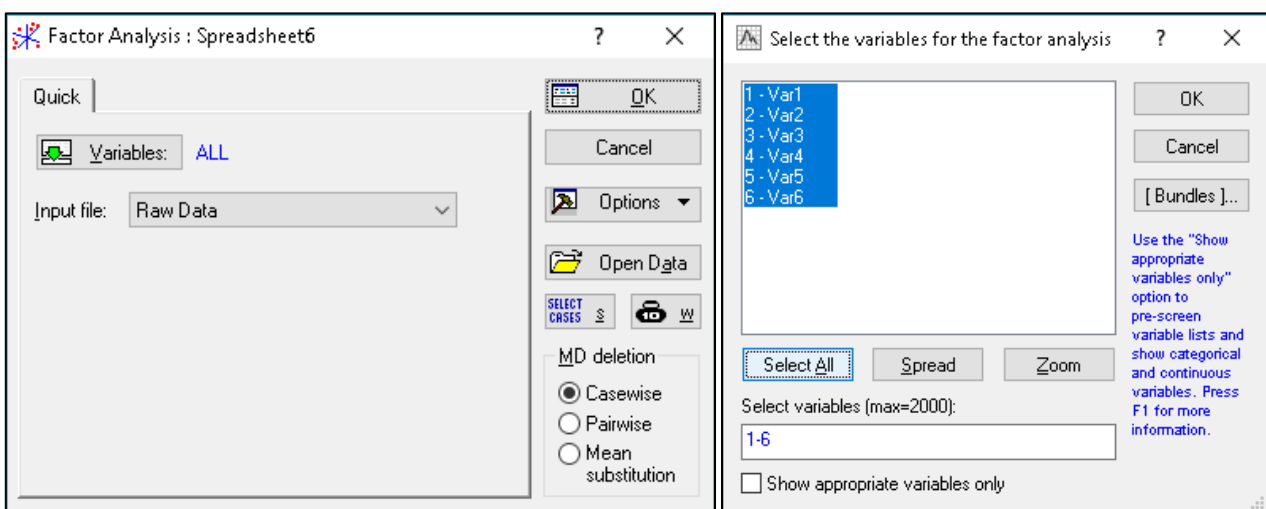 Factor Analysis : Spreadsheet6
?
Quick
Variables:
ALL
Input file:
Raw Data
OK
Cancel
Options
Open Data
SELECT
CASES
S
10
W
MD deletion
Casewise
Pairwise
Mean
substitution
Select the variables for the factor analysis
?
1 - Var1
2 - Var2
3 - Var3
4 - Var4
5 - Var5
6 - Var6
Select All
Spread
Zoom
Select variables (max=2000):
1-6
Show appropriate variables only
OK
Cancel
[ Bundles ]...
Use the "Show
appropriate
variables only"
option to
pre-screen
variable lists and
show categorical
and continuous
variables. Press
F1 for more
information.